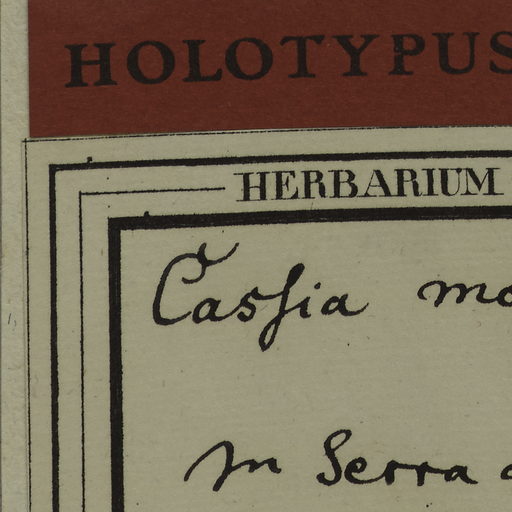 HOLOTYPUS
HERBARIUM
Cassia
In Serra